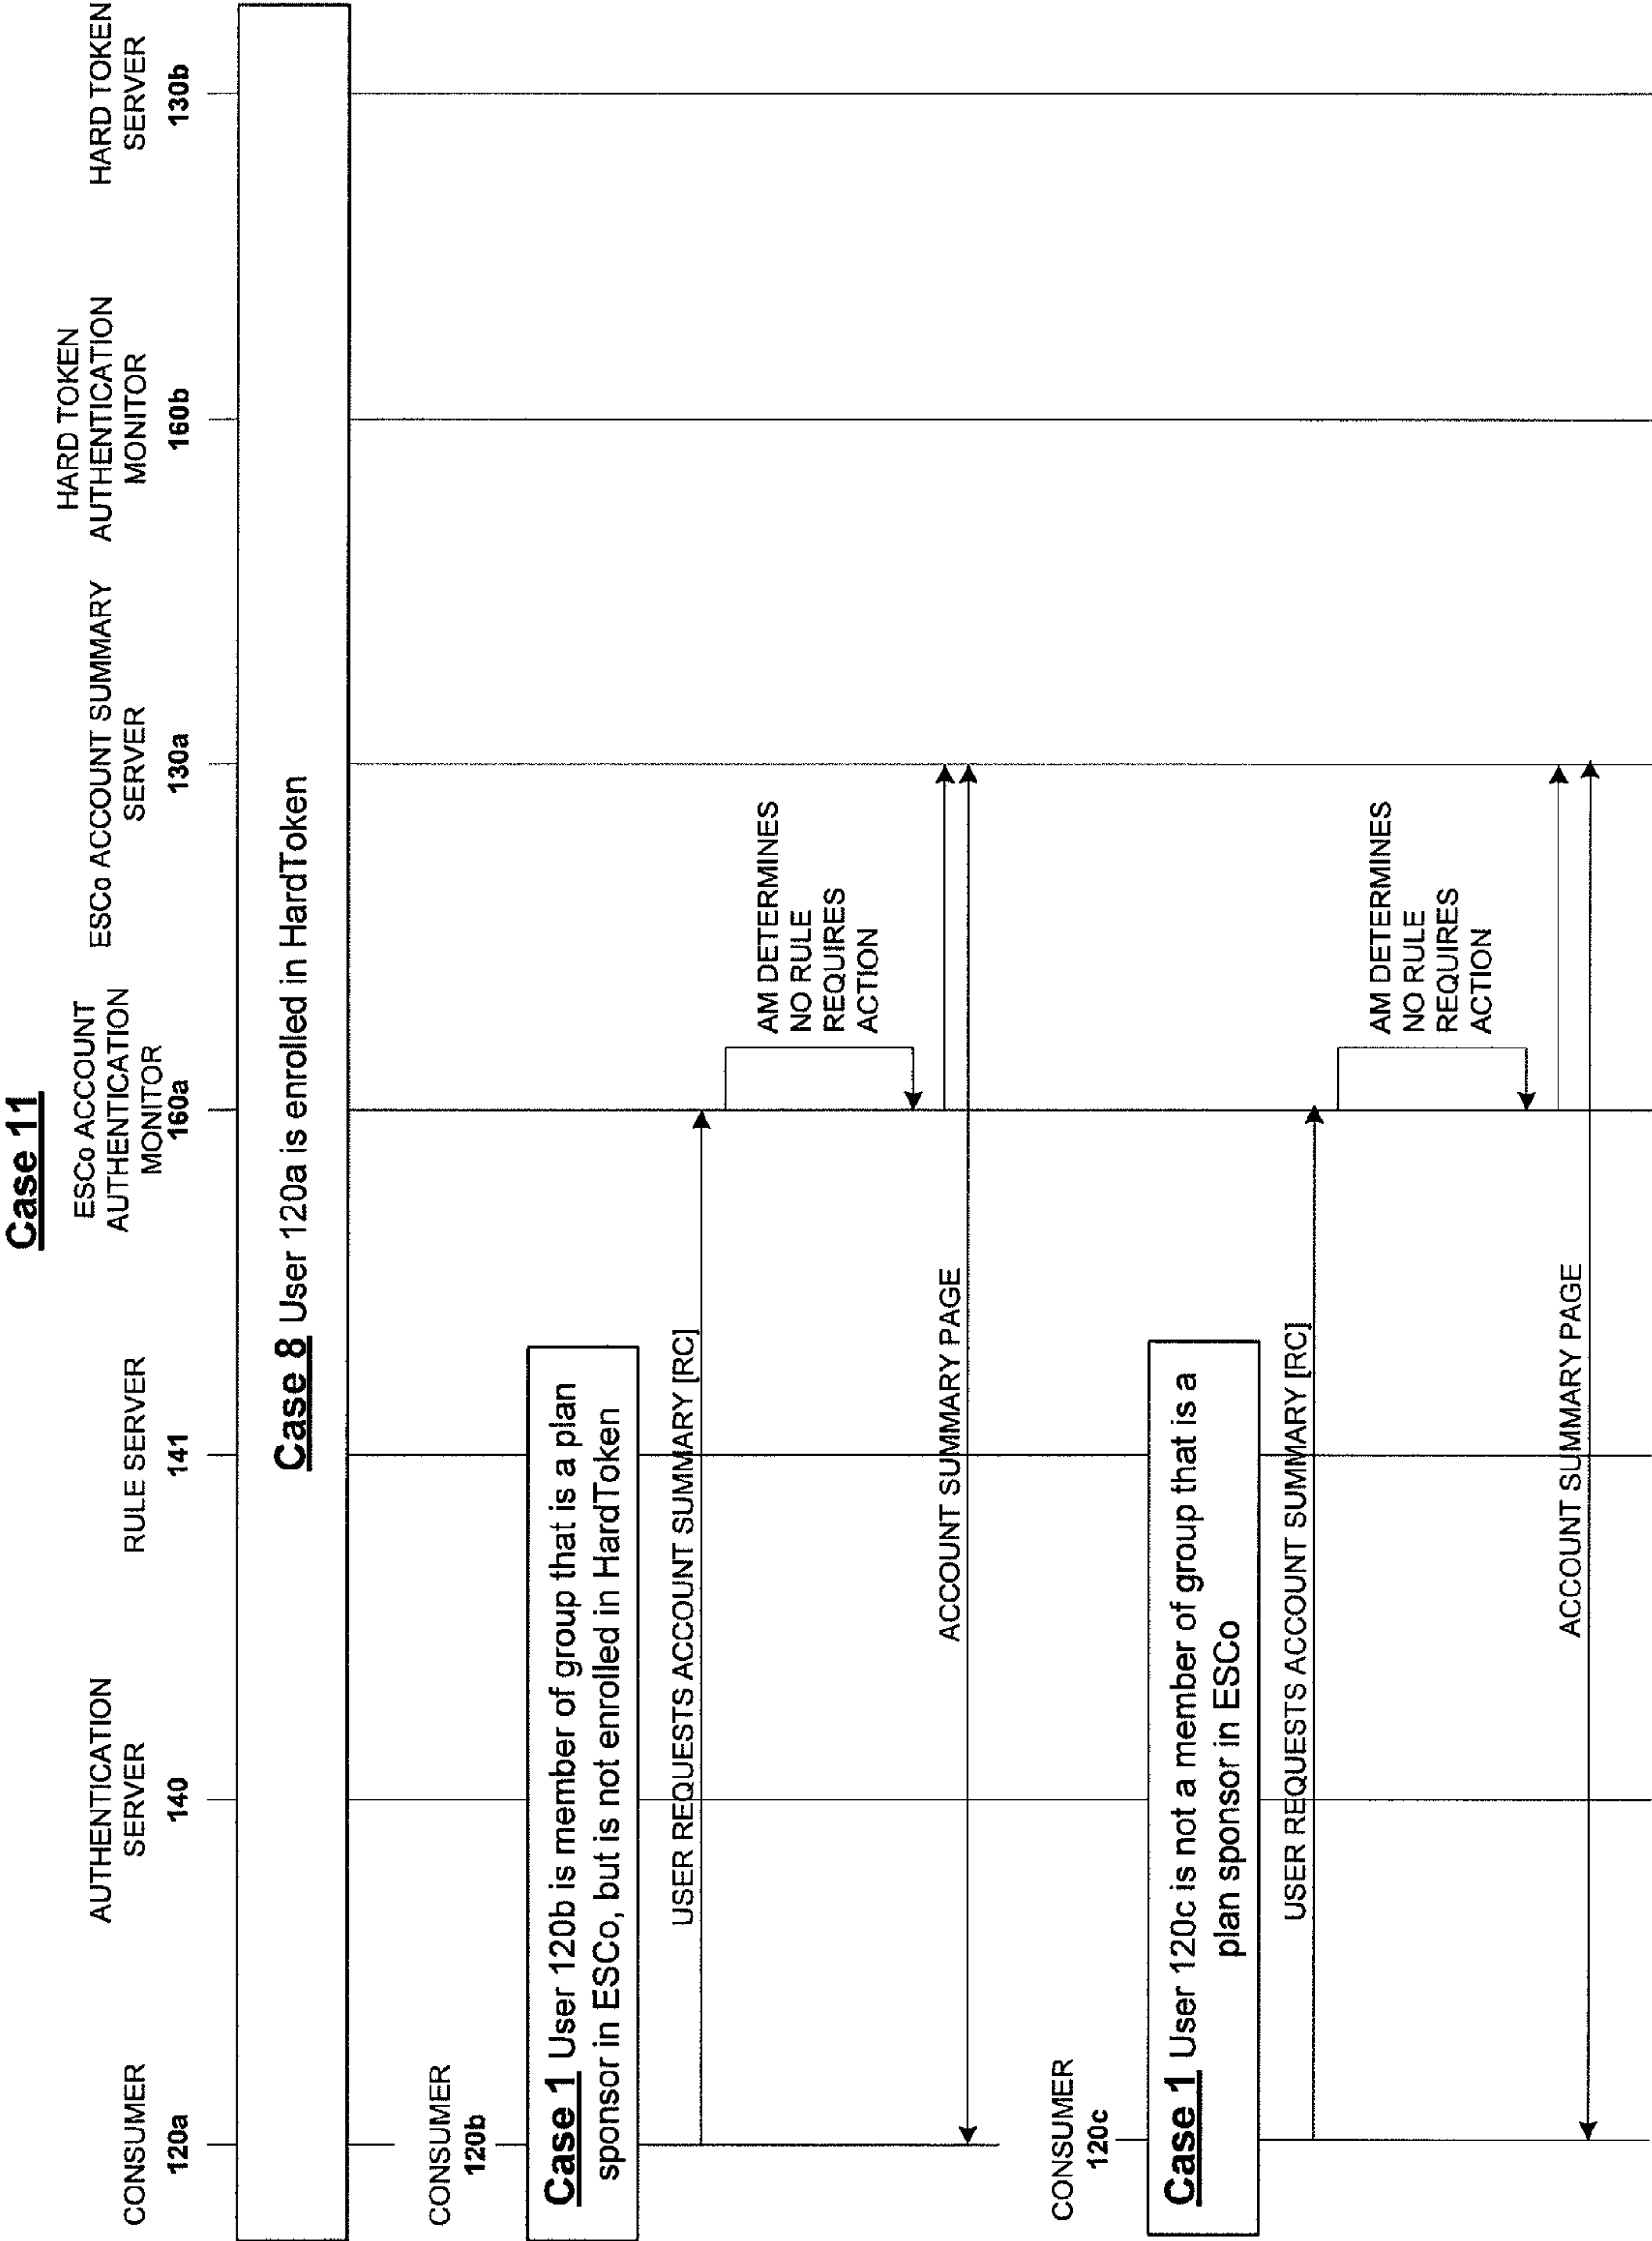 Case 11
CONSUMER
120a
AUTHENTICATION
SERVER
140
RULE SERVER
141
ESCo ACCOUNT
AUTHENTICATION
MONITOR
160a
ESCo ACCOUNT SUMMARY
SERVER
130a
HARD TOKEN
AUTHENTICATION
MONITOR
160b
HARD TOKEN
SERVER
130b
Case 8 User 120a is enrolled in HardToken
CONSUMER
120b
Case 1 User 120b is member of group that is a plan
sponsor in ESCo, but is not enrolled in HardToken
USER REQUESTS ACCOUNT SUMMARY [RC]
AM DETERMINES
NO RULE
REQUIRES
ACTION
ACCOUNT SUMMARY PAGE
CONSUMER
120c
Case 1 User 120c is not a member of group that is a
plan sponsor in ESCo
USER REQUESTS ACCOUNT SUMMARY [RC]
AM DETERMINES
NO RULE
REQUIRES
ACTION
ACCOUNT SUMMARY PAGE